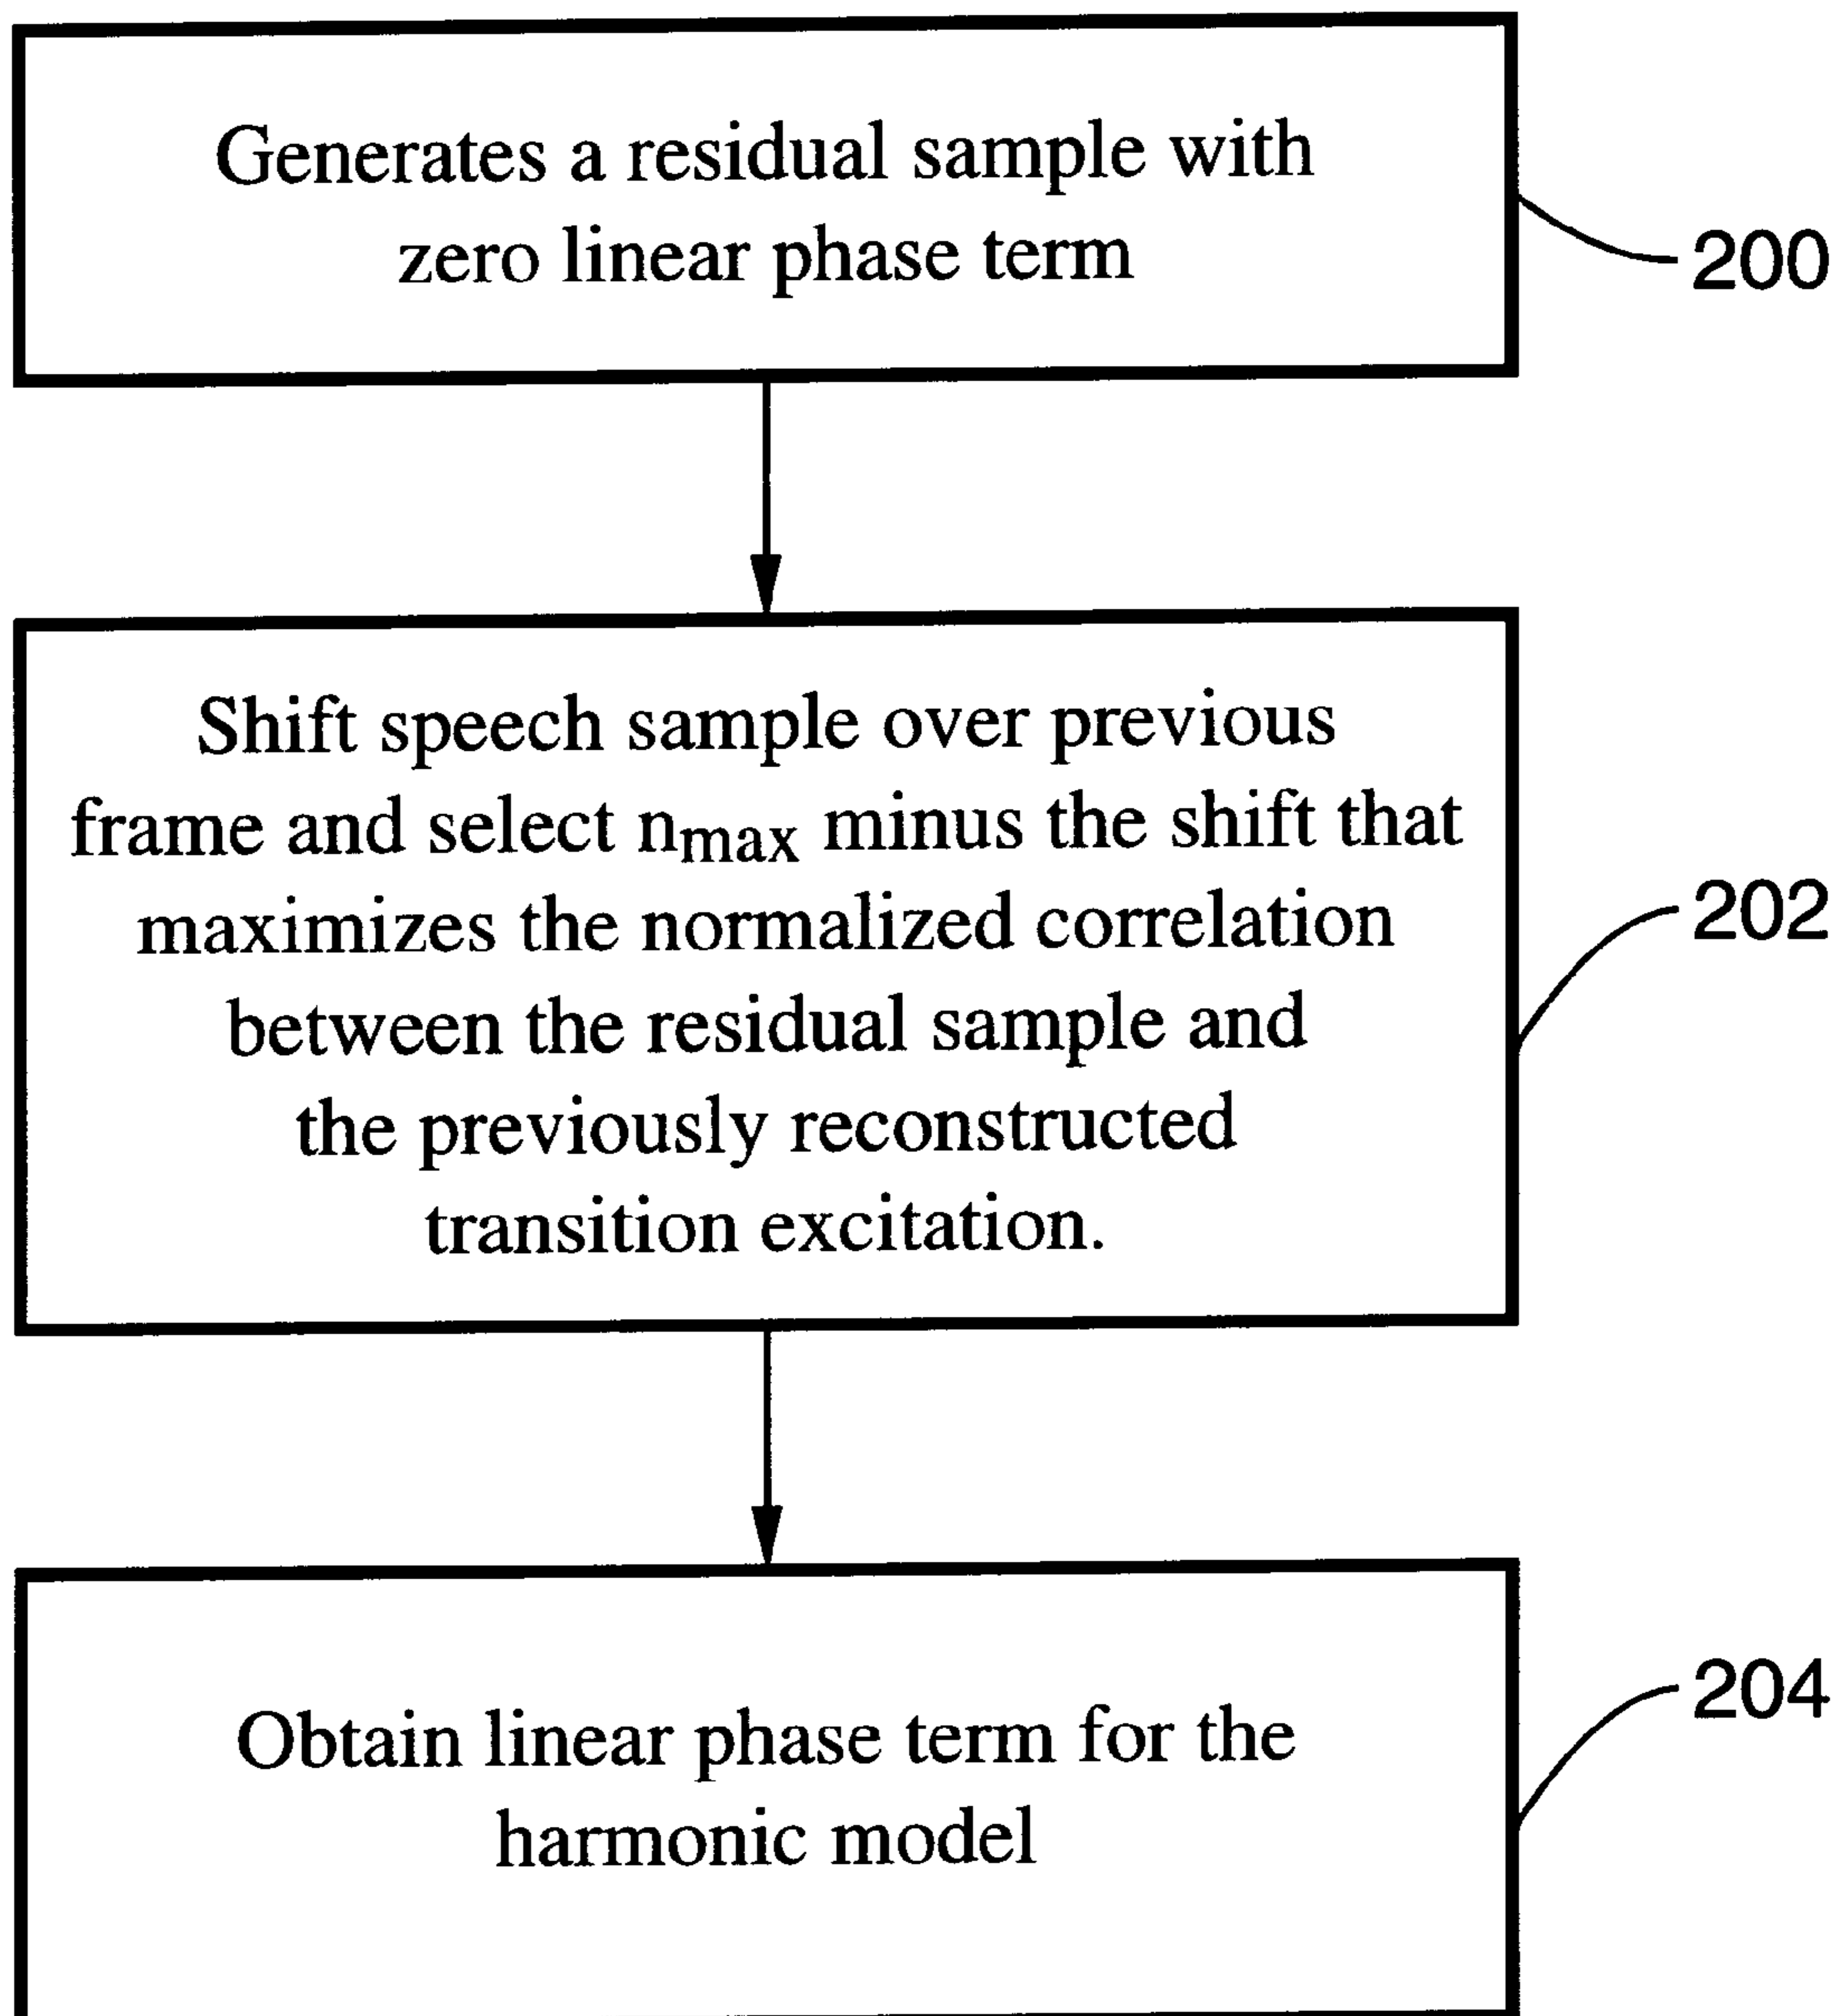 Generates a residual sample with
zero linear phase term
200
Shift speech sample over previous
frame and select nmax minus the shift that
maximizes the normalized correlation
between the residual sample and
the previously reconstructed
transition excitation.
202
Obtain linear phase term for the
harmonic model
204